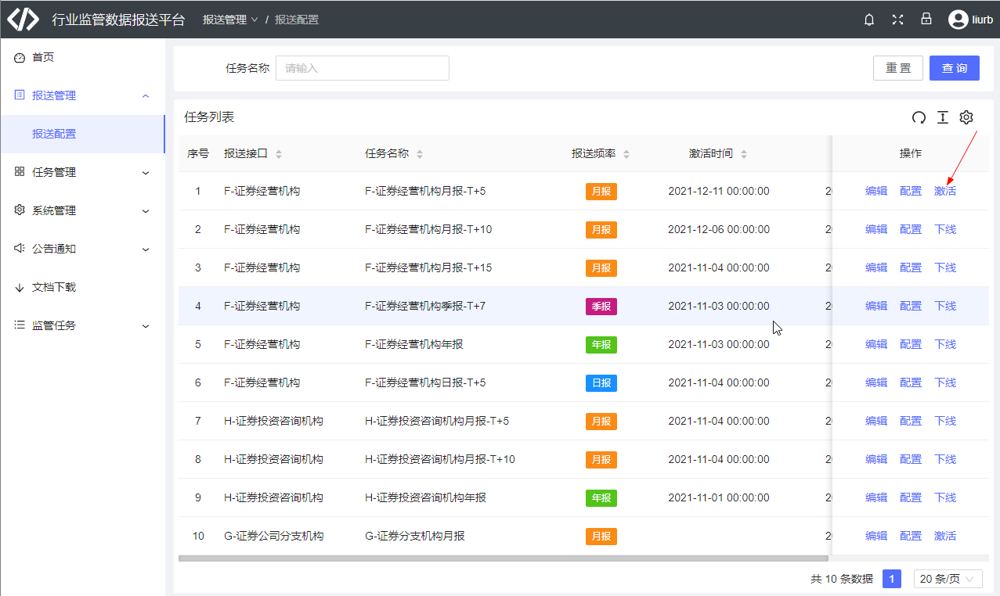 行业监管数据报送平台 报送管理 / 报送配置 liurb
首页
报送管理
报送配置
任务管理
系统管理
公告通知
文档下载
监管任务
任务名称 请输入 重 置 查 询
任务列表
序号 报送接口 任务名称 报送频率 激活时间 操作
1 F-证券经营机构 F-证券经营机构月报-T+5 月报 2021-12-11 00:00:00 20 编辑 配置 激活
2 F-证券经营机构 F-证券经营机构月报-T+10 月报 2021-12-06 00:00:00 2 编辑 配置 下线
3 F-证券经营机构 F-证券经营机构月报-T+15 月报 2021-11-04 00:00:00 2 编辑 配置 下线
4 F-证券经营机构 F-证券经营机构季报-T+7 季报 2021-11-03 00:00:00 2 编辑 配置 下线
5 F-证券经营机构 F-证券经营机构年报 年报 2021-11-03 00:00:00 2 编辑 配置 下线
6 F-证券经营机构 F-证券经营机构日报-T+5 日报 2021-11-04 00:00:00 2 编辑 配置 下线
7 H-证券投资咨询机构 H-证券投资咨询机构月报-T+5 月报 2021-11-04 00:00:00 2 编辑 配置 下线
8 H-证券投资咨询机构 H-证券投资咨询机构月报-T+10 月报 2021-11-04 00:00:00 2 编辑 配置 下线
9 H-证券投资咨询机构 H-证券投资咨询机构年报 年报 2021-11-01 00:00:00 2 编辑 配置 下线
10 G-证券公司分支机构 G-证券分支机构月报 月报 20 编辑 配置 激活
共 10 条数据 1 20 条/页